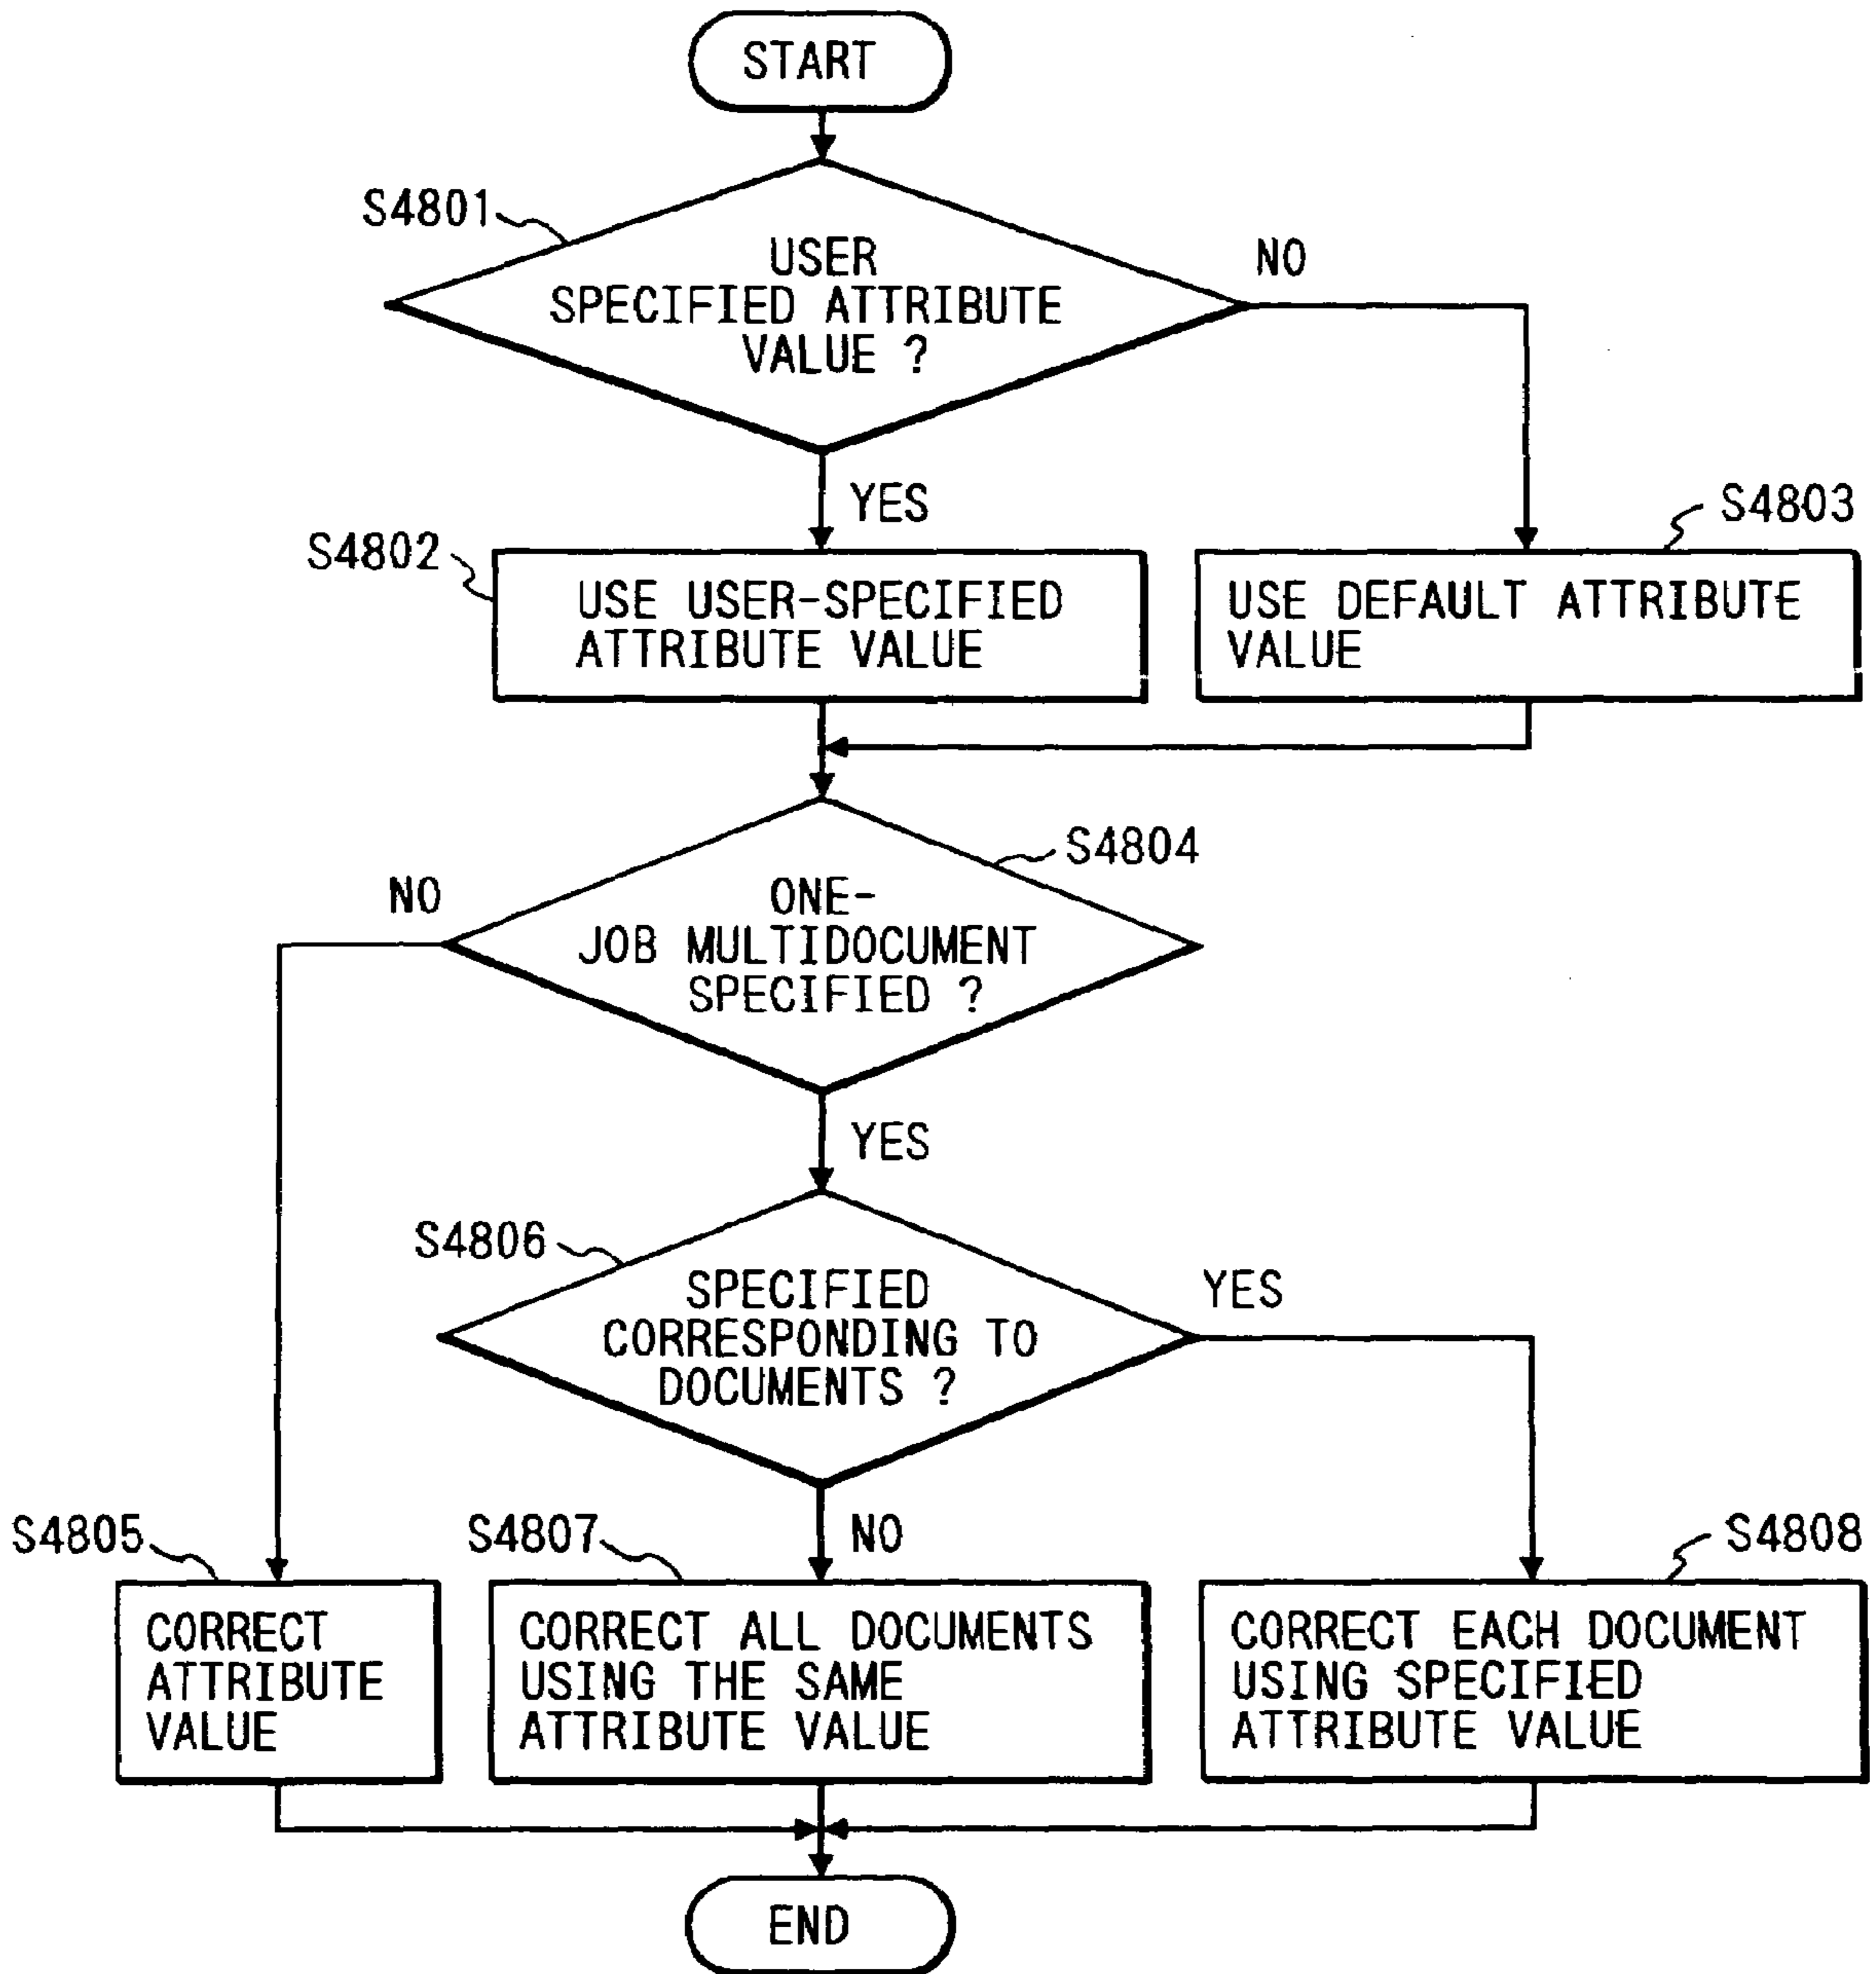 START
S4801
USER
SPECIFIED ATTRIBUTE
VALUE ?
NO
YES
S4802
USE USER-SPECIFIED
ATTRIBUTE VALUE
S4803
USE DEFAULT ATTRIBUTE
VALUE
S4804
NO
ONE-
JOB MULTIDOCUMENT
SPECIFIED ?
YES
S4806
SPECIFIED
CORRESPONDING TO
DOCUMENTS ?
YES
NO
S4805
CORRECT
ATTRIBUTE
VALUE
S4807
CORRECT ALL DOCUMENTS
USING THE SAME
ATTRIBUTE VALUE
S4808
CORRECT EACH DOCUMENT
USING SPECIFIED
ATTRIBUTE VALUE
END